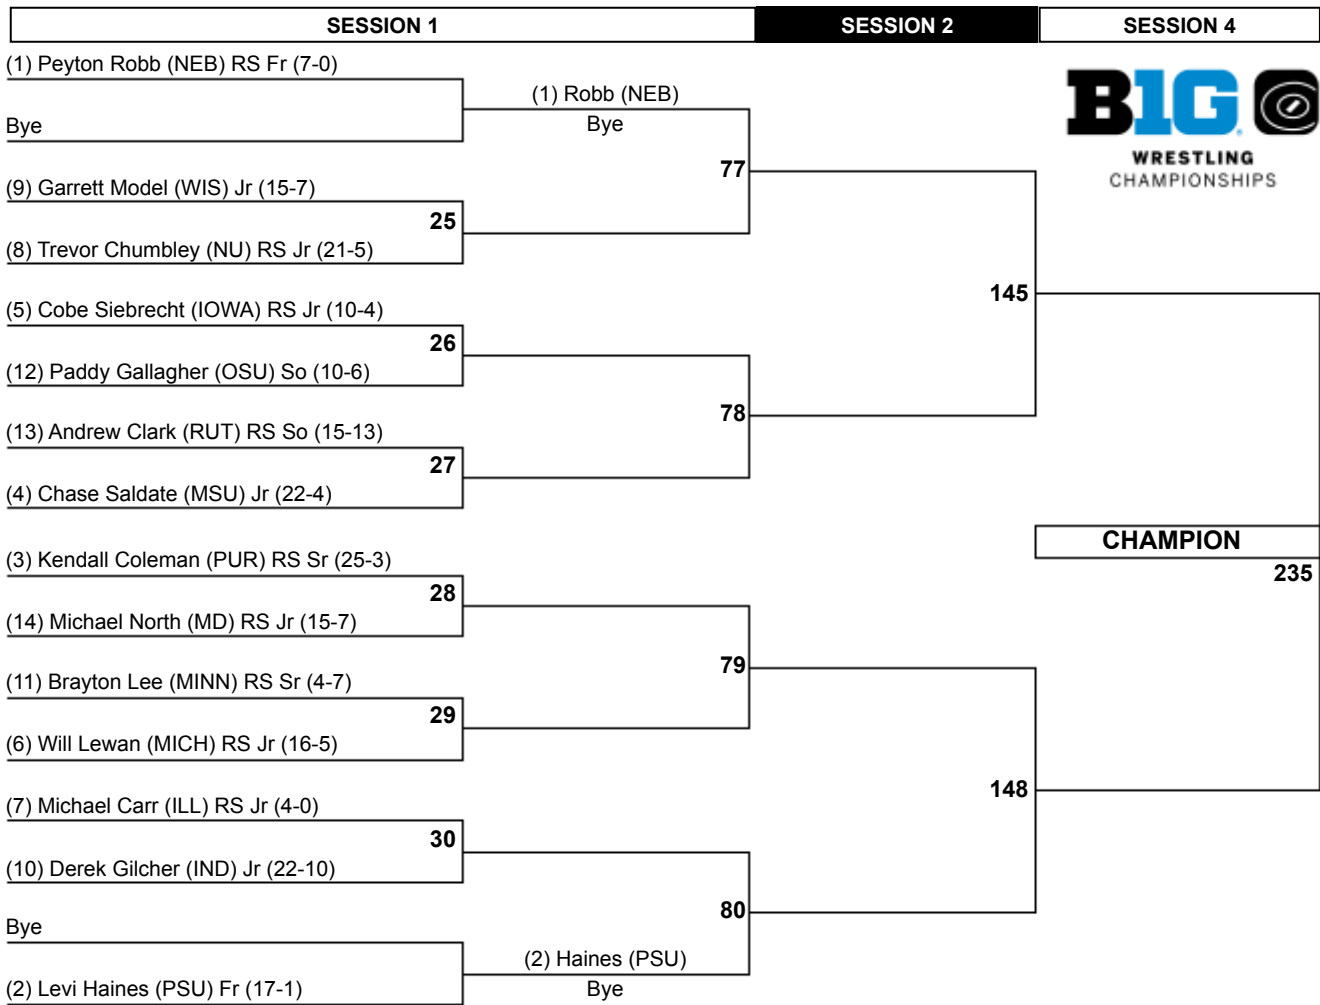 SESSION 1 SESSION 2 SESSION 4
(1) Peyton Robb (NEB) RS Fr (7-0)
(1) Robb (NEB)
Bye
Bye
B1G
WRESTLING
CHAMPIONSHIPS
77
(9) Garrett Model (WIS) Jr (15-7)
25
(8) Trevor Chumbley (NU) RS Jr (21-5)
145
(5) Cobe Siebrecht (IOWA) RS Jr (10-4)
26
(12) Paddy Gallagher (OSU) So (10-6)
78
(13) Andrew Clark (RUT) RS So (15-13)
27
(4) Chase Saldate (MSU) Jr (22-4)
CHAMPION
235
(3) Kendall Coleman (PUR) RS Sr (25-3)
28
(14) Michael North (MD) RS Jr (15-7)
79
(11) Brayton Lee (MINN) RS Sr (4-7)
29
(6) Will Lewan (MICH) RS Jr (16-5)
148
(7) Michael Carr (ILL) RS Jr (4-0)
30
(10) Derek Gilcher (IND) Jr (22-10)
80
Bye
(2) Haines (PSU)
Bye
(2) Levi Haines (PSU) Fr (17-1)